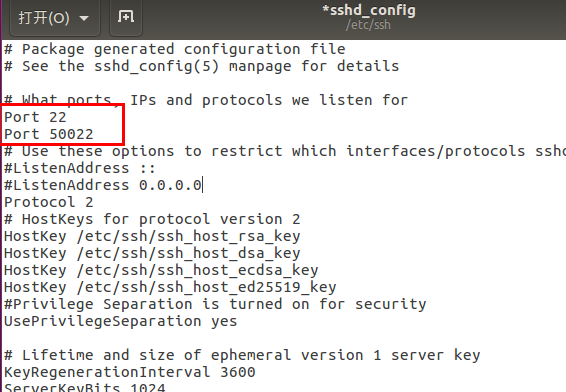 打开(O)
*sshd_config
/etc/ssh
# Package generated configuration file
# See the sshd_config(5) manpage for details
# What ports, IPs and protocols we listen for
Port 22
Port 50022
# Use these options to restrict which interfaces/protocols sshd
#ListenAddress ::
#ListenAddress 0.0.0.0
Protocol 2
# HostKeys for protocol version 2
HostKey /etc/ssh/ssh_host_rsa_key
HostKey /etc/ssh/ssh_host_dsa_key
HostKey /etc/ssh/ssh_host_ecdsa_key
HostKey /etc/ssh/ssh_host_ed25519_key
#Privilege Separation is turned on for security
UsePrivilegeSeparation yes
# Lifetime and size of ephemeral version 1 server key
KeyRegenerationInterval 3600
ServerKeyBits 1024